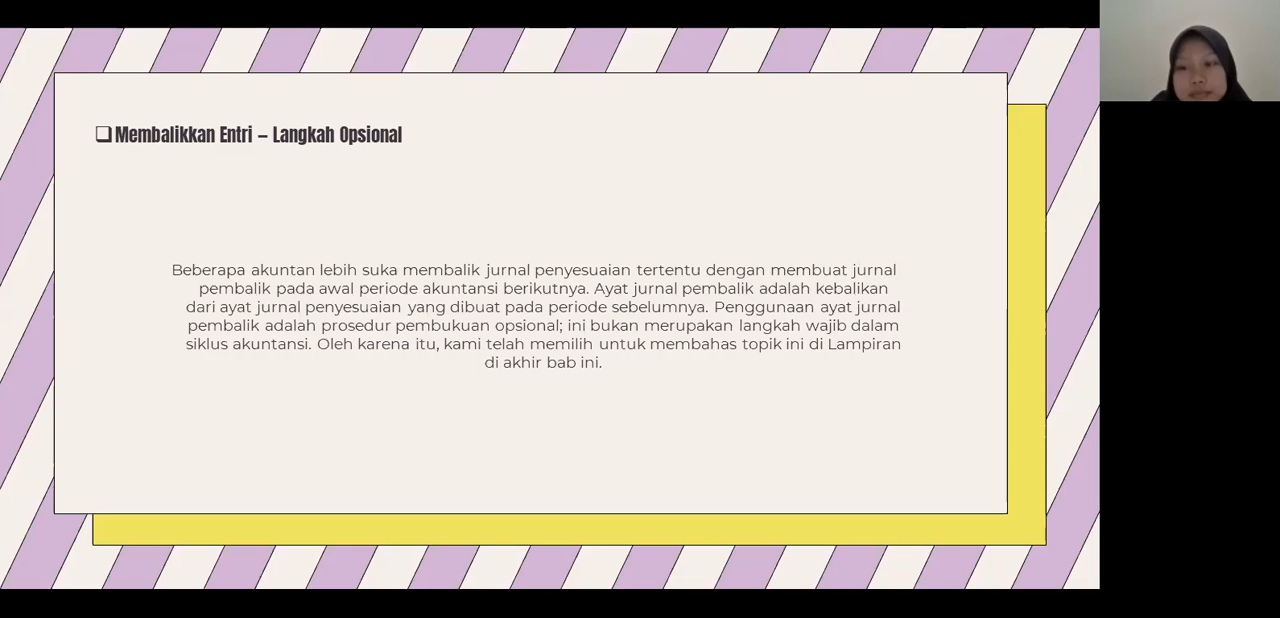 ❑Membalikkan Entri – Langkah Opsional
Beberapa akuntan lebih suka membalik jurnal penyesuaian tertentu dengan membuat jurnal
pembalik pada awal periode akuntansi berikutnya. Ayat jurnal pembalik adalah kebalikan
dari ayat jurnal penyesuaian yang dibuat pada periode sebelumnya. Penggunaan ayat jurnal
pembalik adalah prosedur pembukuan opsional; ini bukan merupakan langkah wajib dalam
siklus akuntansi. Oleh karena itu, kami telah memilih untuk membahas topik ini di Lampiran
di akhir bab ini.